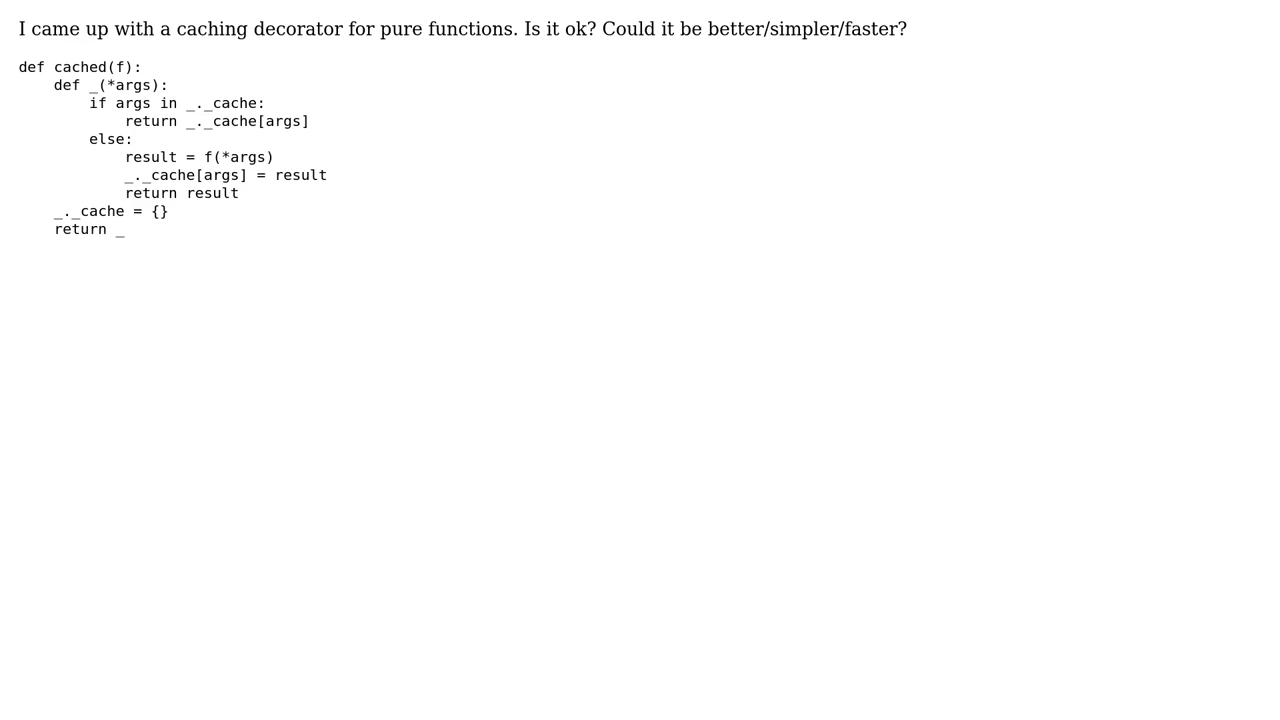 I came up with a caching decorator for pure functions. Is it ok? Could it be better/simpler/faster?
def cached(f):
    def _(*args):
        if args in _._cache:
            return _._cache[args]
        else:
            result = f(*args)
            _._cache[args] = result
            return result
    _._cache = {}
    return _